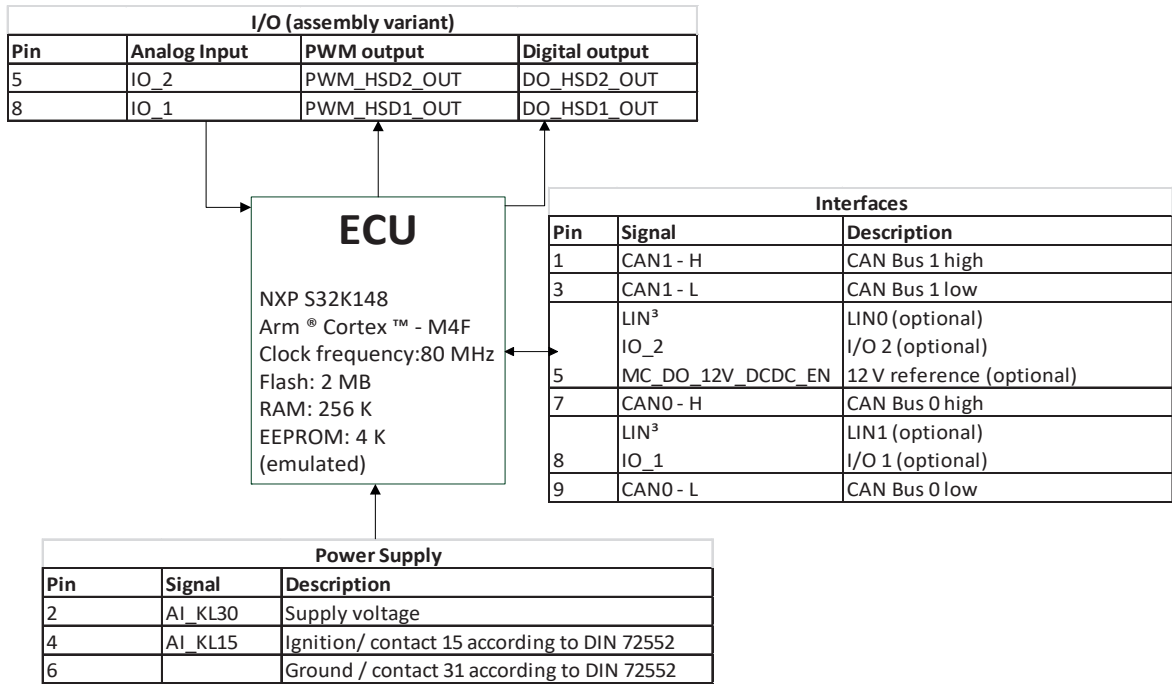 I/O (assembly variant)
Pin Analog Input PWM output Digital output
5 IO_2 PWM_HSD2_OUT DO_HSD2_OUT
8 IO_1 PWM_HSD1_OUT DO_HSD1_OUT
ECU
NXP S32K148
Arm ® Cortex ™ - M4F
Clock frequency:80 MHz
Flash: 2 MB
RAM: 256 K
EEPROM: 4 K
(emulated)
Interfaces
Pin Signal Description
1 CAN1 - H CAN Bus 1 high
3 CAN1 - L CAN Bus 1 low
LIN³ LIN0 (optional)
IO_2 I/O 2 (optional)
5 MC_DO_12V_DCDC_EN 12 V reference (optional)
7 CAN0 - H CAN Bus 0 high
LIN³ LIN1 (optional)
8 IO_1 I/O 1 (optional)
9 CAN0 - L CAN Bus 0 low
Power Supply
Pin Signal Description
2 AI_KL30 Supply voltage
4 AI_KL15 Ignition/ contact 15 according to DIN 72552
6 Ground / contact 31 according to DIN 72552